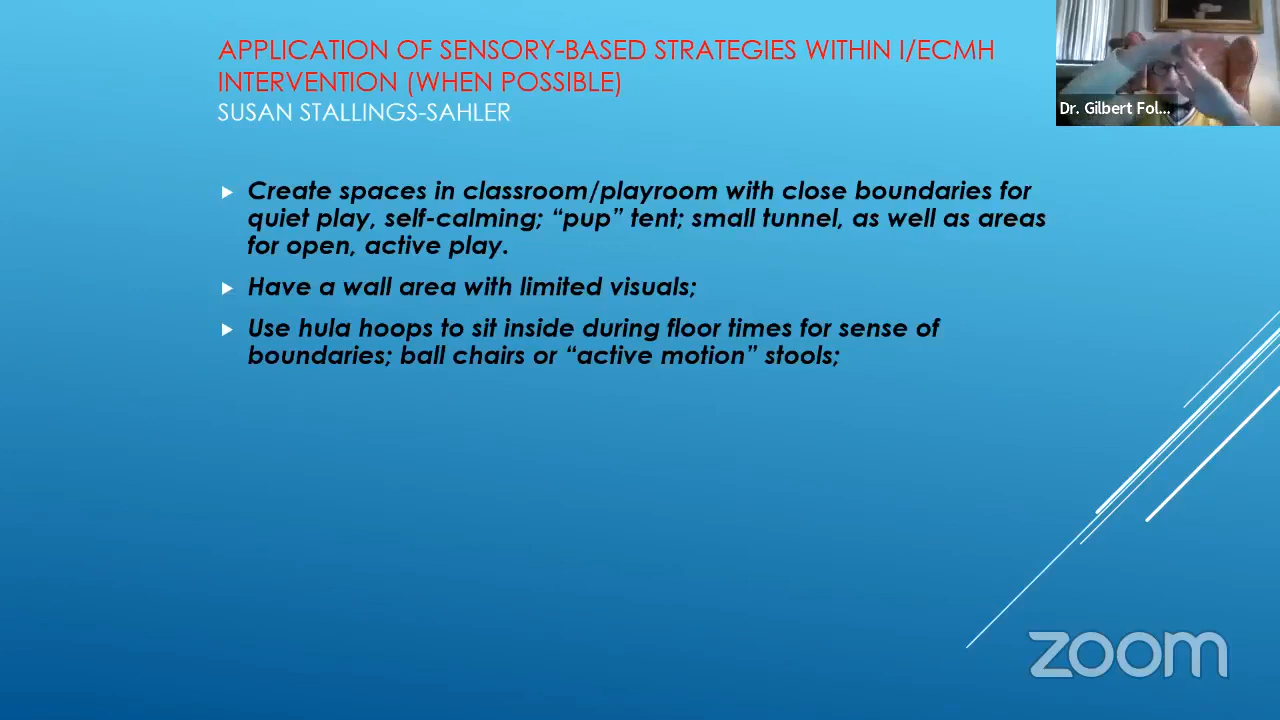 APPLICATION OF SENSORY-BASED STRATEGIES WITHIN I/ECMH
INTERVENTION (WHEN POSSIBLE)
SUSAN STALLINGS-SAHLER
Dr. Gilbert Fol...
Create spaces in classroom/playroom with close boundaries for
quiet play, self-calming; “pup” tent; small tunnel, as well as areas
for open, active play.
Have a wall area with limited visuals;
Use hula hoops to sit inside during floor times for sense of
boundaries; ball chairs or “active motion” stools;
zoom